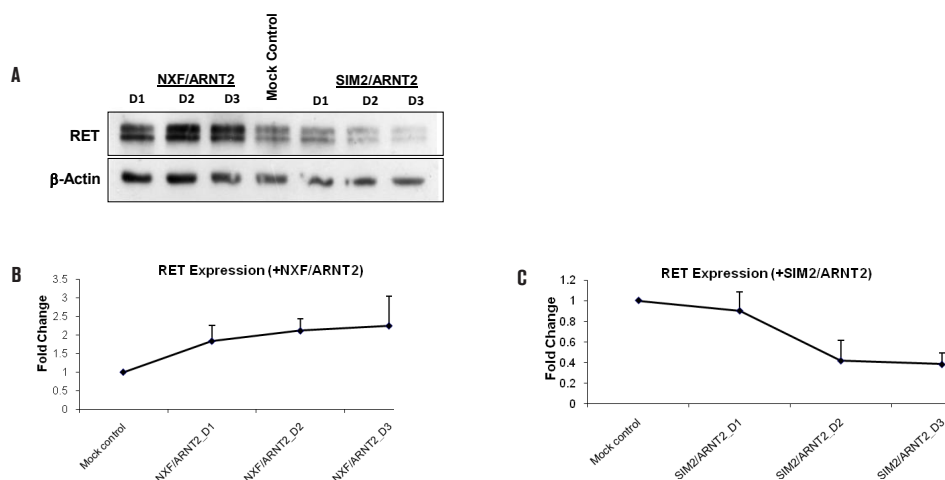 A
Mock Control
NXF/ARNT2 SIM2/ARNT2
D1 D2 D3 D1 D2 D3
RET
β-Actin
B
RET Expression (+NXF/ARNT2)
Fold Change
3.5
3
2.5
2
1.5
1
0.5
0
Mock control
NXF/ARNT2_D1
NXF/ARNT2_D2
NXF/ARNT2_D3
C
RET Expression (+SIM2/ARNT2)
Fold Change
1.2
1
0.8
0.6
0.4
0.2
0
Mock control
SIM2/ARNT2_D1
SIM2/ARNT2_D2
SIM2/ARNT2_D3